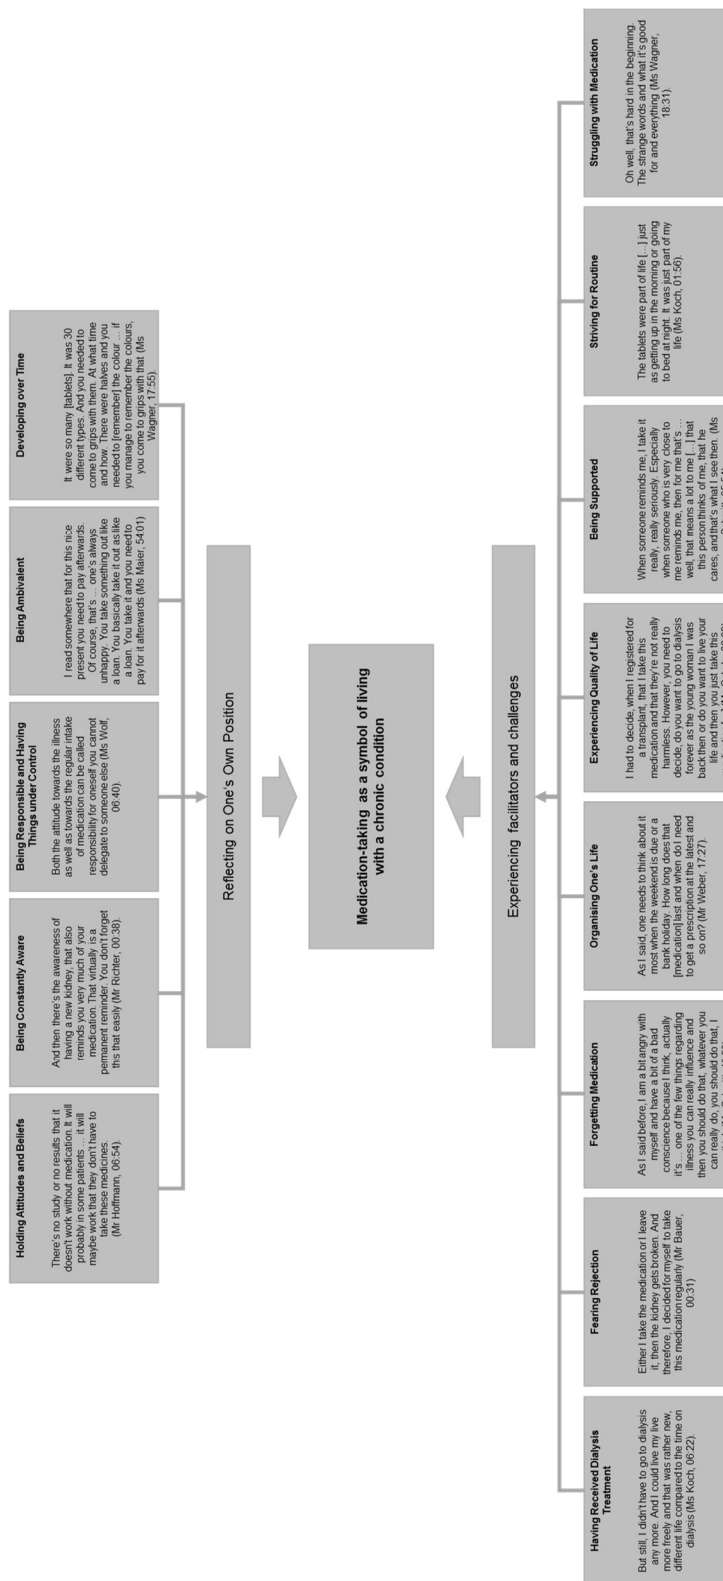 Holding Attitudes and Beliefs
There's no study or no results that it
doesn't work without medication. It will
probably in some patients … it will
maybe work that they don't have to
take these medicines.
(Mr Hoffmann, 06:54)
Being Constantly Aware
And then there's the awareness of
having a new kidney, that also
reminds you very much of your
medication. That virtually is a
permanent reminder. You don't forget
this that easily (Mr Richter, 00:38).
Being Responsible and Having
Things under Control
Both the attitude towards the illness
as well as towards the regular intake
of medication can be called
responsibility for oneself you cannot
delegate to someone else (Ms Wolf,
06:40).
Being Ambivalent
I read somewhere that for this nice
present you need to pay afterwards.
Of course, that's … one's always
unhappy. You take something out like
a loan. You basically take it out as like
a loan. You take it and you need to
pay for it afterwards (Ms Maier, 54:01)
Developing over Time
It were so many [tablets]. It was 30
different types. And you needed to
come to grips with them. At what time
and how. There were halves and you
needed to [remember] the colour … if
you manage to remember the colours,
you come to grips with that (Ms
Wagner, 17:55).
Reflecting on One's Own Position
Medication-taking as a symbol of living
with a chronic condition
Experiencing facilitators and challenges
Having Received Dialysis
Treatment
But still, I didn't have to go to dialysis
any more. And I could live my live
more freely and that was rather new,
different life compared to the time on
dialysis (Ms Koch, 06:22).
Fearing Rejection
Either I take the medication or I leave
it, then the kidney gets broken. And
therefore, I decided for myself to take
this medication regularly (Mr Bauer,
00:31)
Forgetting Medication
As I said before, I am a bit angry with
myself and have a bit of a bad
conscience because I think, actually
it's … one of the few things regarding
illness you can really influence and
then you should do that, whatever you
can really do, you should do that, I
Organising One's Life
As I said, one needs to think about it
most when the weekend is due or a
bank holiday. How long does that
[medication] last and when do I need
to get a prescription at the latest and
so on? (Mr Weber, 17:27).
Experiencing Quality of Life
I had to decide, when I registered for
a transplant, that I take this
medication and that they're not really
harmless. However, you need to
decide, do you want to go to dialysis
forever as the young woman I was
back then or do you want to live your
life and then you just take this
Being Supported
When someone reminds me, I take it
really, really seriously. Especially
when someone who is very close to
me reminds me, then for me that's …
well, that means a lot to me [...] that
this person thinks of me, that he
cares, and that's what I see then. (Ms
Striving for Routine
The tablets were part of life [...] just
as getting up in the morning or going
to bed at night. It was just part of my
life (Ms Koch, 01:56).
Struggling with Medication
Oh well, that's hard in the beginning.
The strange words and what it's good
for and everything (Ms Wagner,
18:31)